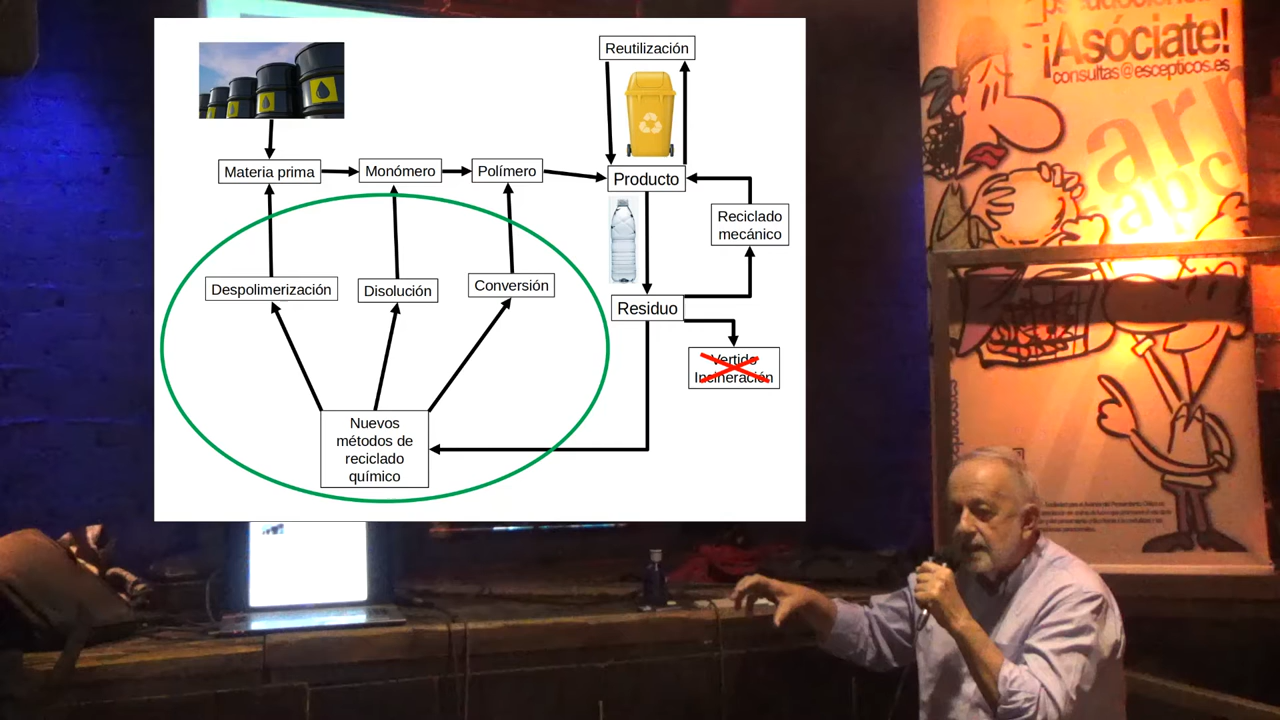 Reutilización
Materia prima
Monómero
Polímero
Producto
Reciclado
mecánico
Despolimerización
Disolución
Conversión
Residuo
Vertido
Incineración
Nuevos
métodos de
reciclado
químico
¡Asóciate!
consultas@escepticos.es
arp